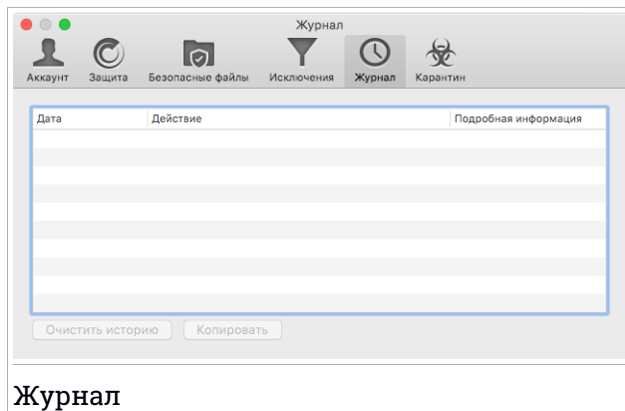 Журнал
Аккаунт Защита Безопасные файлы Исключения Журнал Карантин
Дата Действие Подробная информация
Очистить историю Копировать
Журнал